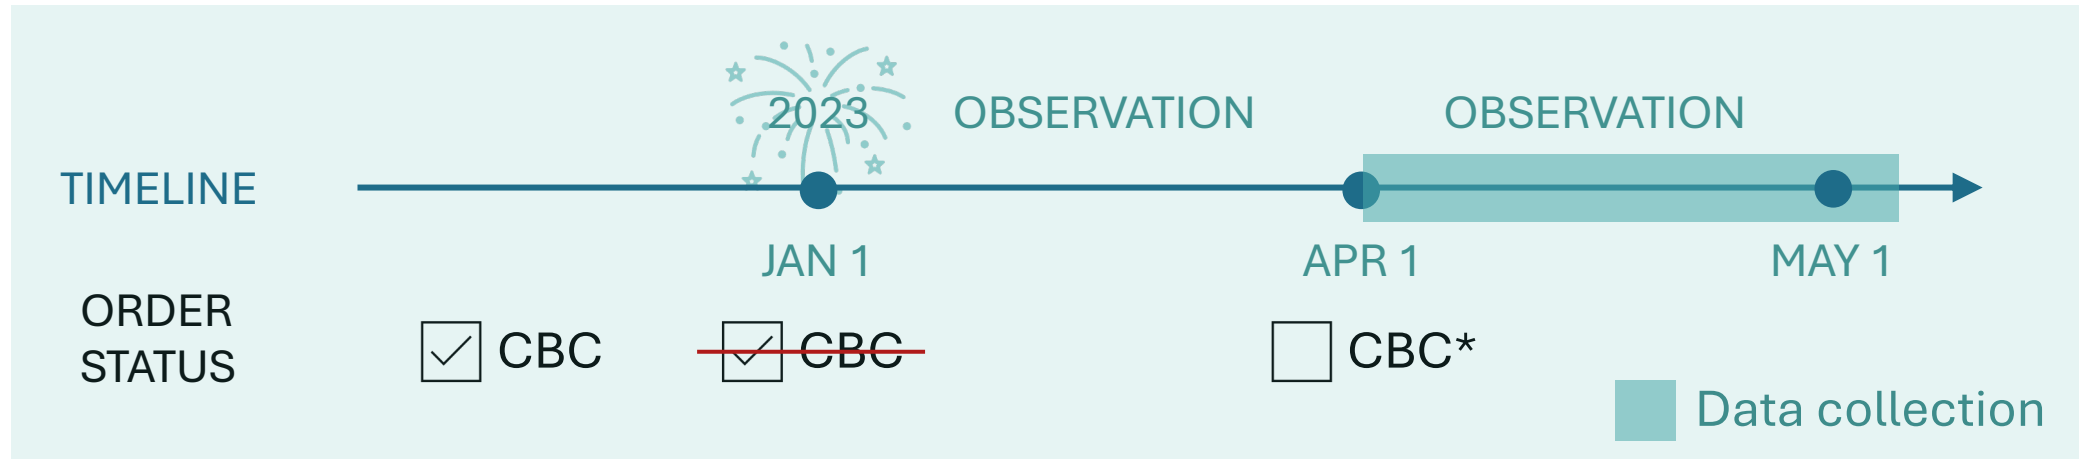 2023
OBSERVATION
OBSERVATION
TIMELINE
JAN 1
APR 1
MAY 1
ORDER
STATUS
CBC
CBC
CBC*
Data collection